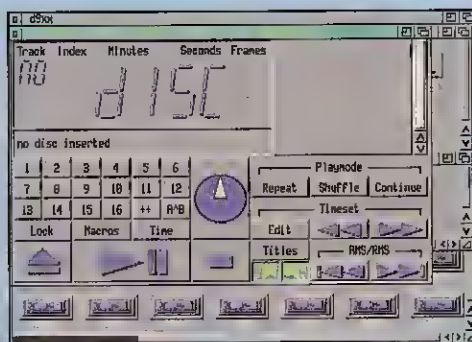 d9xx
Track Index Minutes Seconds Frames
no disc
no disc inserted
1 2 3 4 5 6 Playmode
7 8 9 10 11 12 Repeat Shuffle Continue
13 14 15 16 ++ A^B Timeset
Lock Macros Time Edit
Titles RMS/RMS